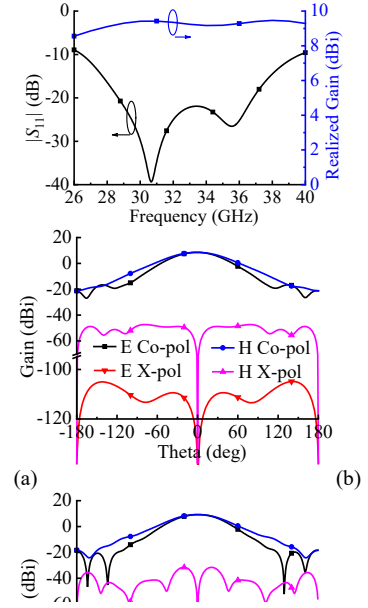 0
-10
-20
-30
-40
|S11| (dB)
10
8
6
4
2
0
Realized Gain (dBi)
26 28 30 32 34 36 38 40
Frequency (GHz)
20
0
-20
-40
-60
-100
-120
Gain (dBi)
E Co-pol H Co-pol
E X-pol H X-pol
-180 -120 -60 0 60 120 180
Theta (deg)
(a) (b)
20
0
-20
-40
-60
(dBi)